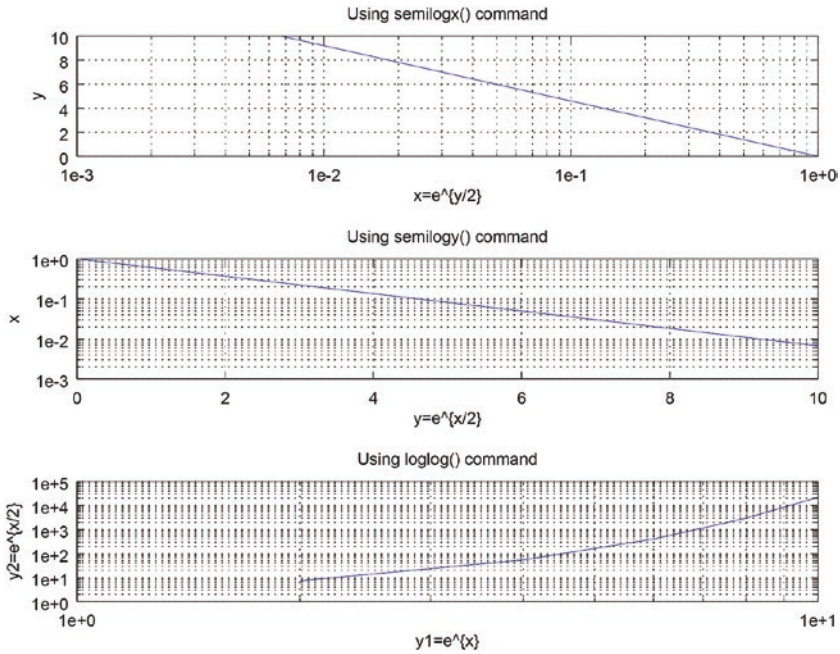 Using semilogx() command
10
8
6
4
2
0
y
1e-3 1e-2 1e-1 1e+0
x=e^{y/2}
Using semilogy() command
1e+0
1e-1
1e-2
1e-3
x
0 2 4 6 8 10
y=e^{x/2}
Using loglog() command
1e+5
1e+4
1e+3
1e+2
1e+1
1e+0
y2=e^{x/2}
1e+0 1e+1
y1=e^{x}